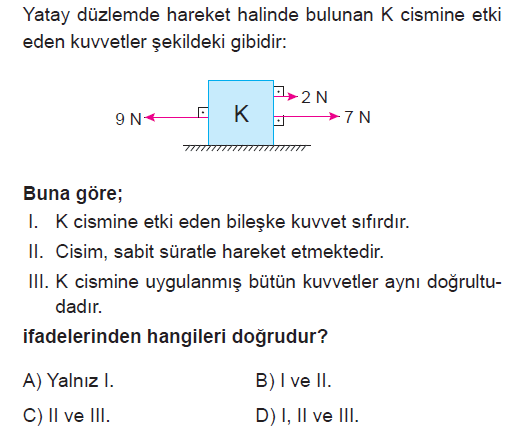 Yatay düzlemde hareket halinde bulunan K cismine etki
eden kuvvetler şekildeki gibidir:
2 N
9 N
K
7 N
Buna göre;
I. K cismine etki eden bileşke kuvvet sıfırdır.
II. Cisim, sabit süratle hareket etmektedir.
III. K cismine uygulanmış bütün kuvvetler aynı doğrultu-
dadır.
ifadelerinden hangileri doğrudur?
A) Yalnız I. B) I ve II.
C) II ve III. D) I, II ve III.